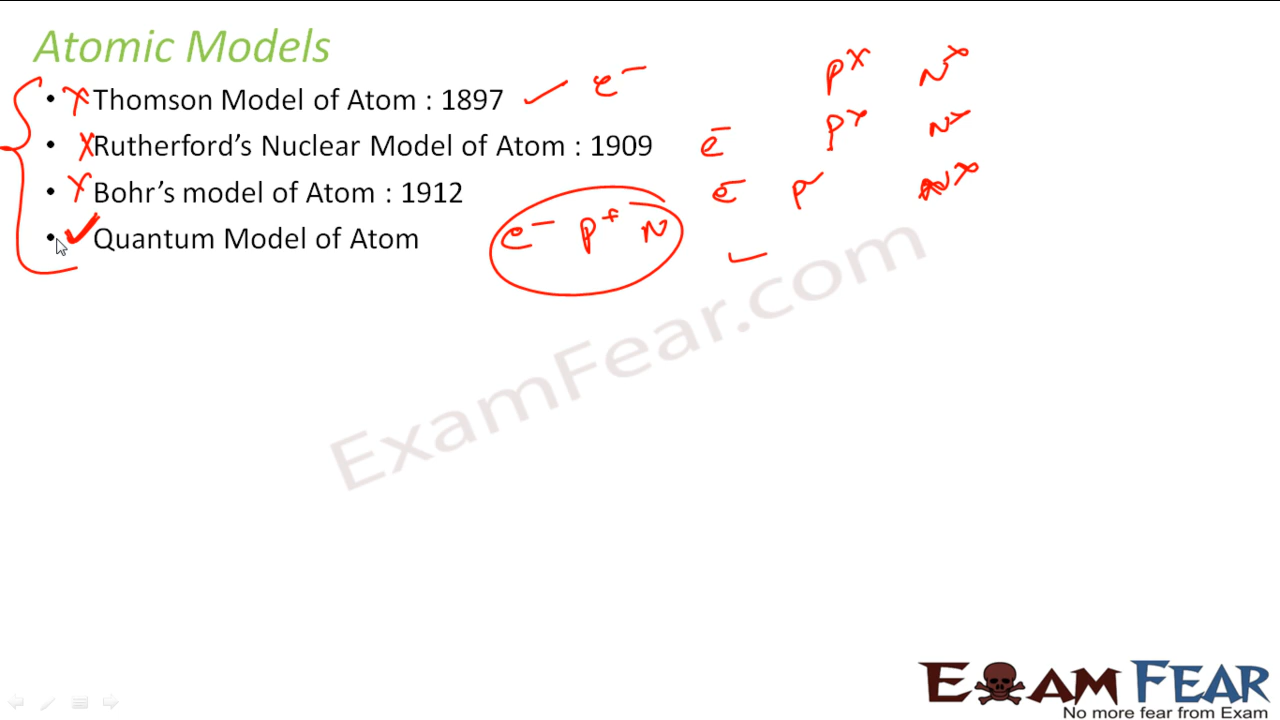 Atomic Models
• Thomson Model of Atom : 1897 ✓ e⁻ p^x N^x
• Rutherford's Nuclear Model of Atom : 1909 e⁻ p^x N^x
• Bohr's model of Atom : 1912 e⁻ p N^x
• Quantum Model of Atom e⁻ p⁺ N
ExamFear.com
EXAM FEAR
No more fear from Exam